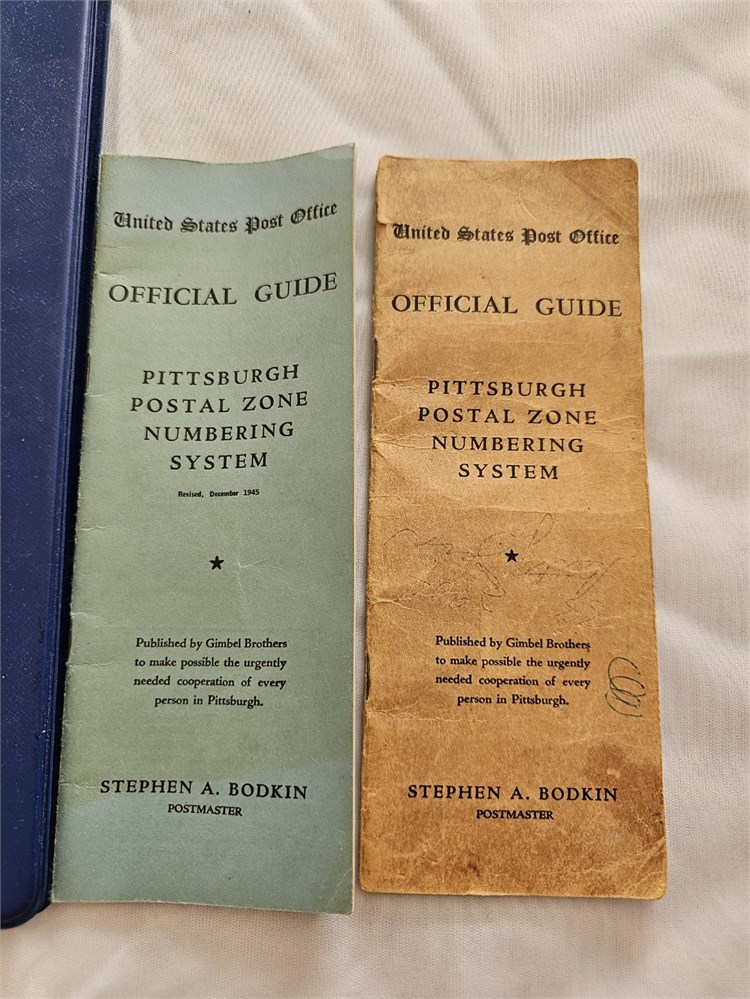 United States Post Office
OFFICIAL GUIDE
PITTSBURGH
POSTAL ZONE
NUMBERING
SYSTEM
Revised, December 1945
★
Published by Gimbel Brothers
to make possible the urgently
needed cooperation of every
person in Pittsburgh.
STEPHEN A. BODKIN
POSTMASTER
United States Post Office
OFFICIAL GUIDE
PITTSBURGH
POSTAL ZONE
NUMBERING
SYSTEM
★
Published by Gimbel Brothers
to make possible the urgently
needed cooperation of every
person in Pittsburgh.
STEPHEN A. BODKIN
POSTMASTER